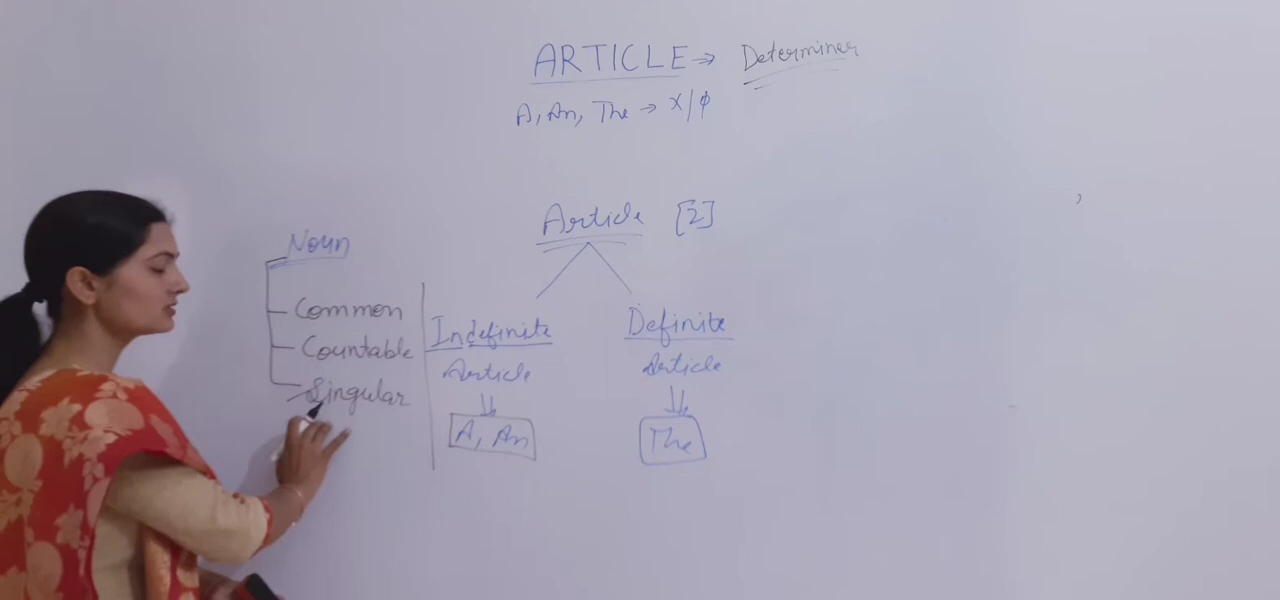 ARTICLE → Determiner
A, An, The → X/ϕ
Article [2]
Noun
Common
Countable
Singular
Indefinite
Article
A, An
Definite
Article
The